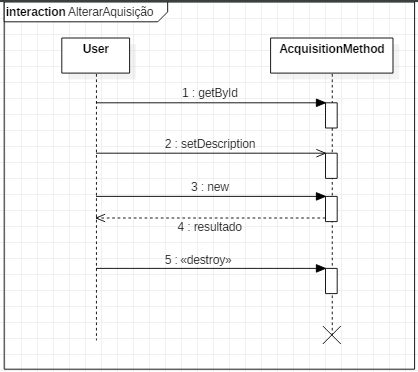 interaction AlterarAquisição
User
AcquisitionMethod
1 : getById
2 : setDescription
3 : new
4 : resultado
5 : «destroy»